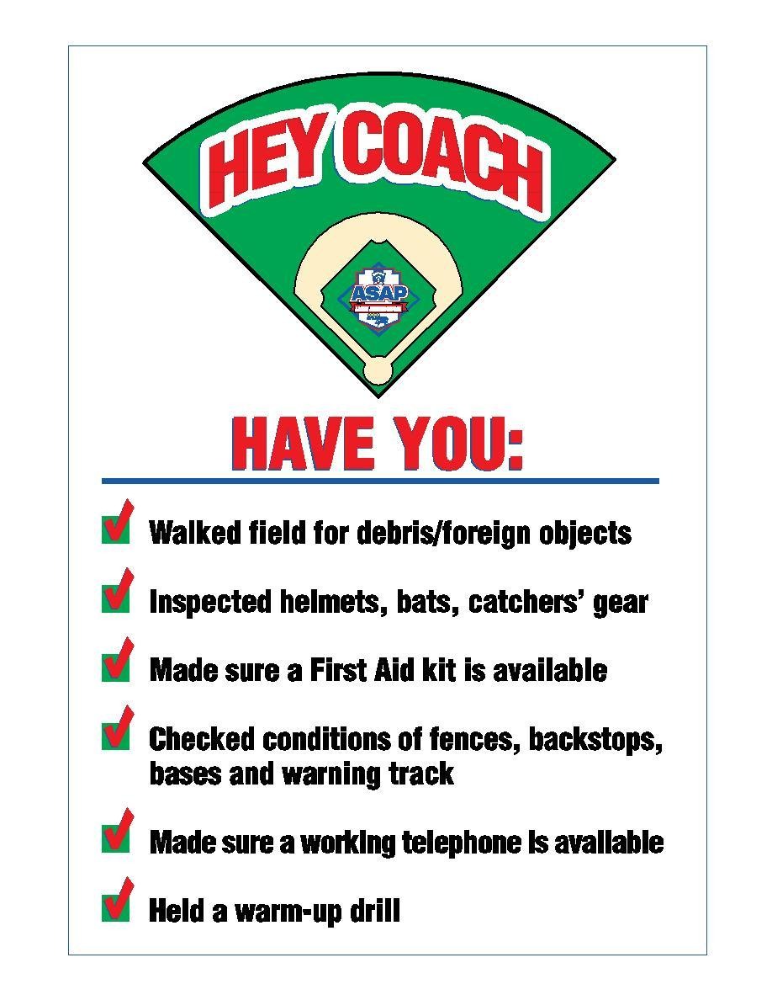 HEY COACH
ASAP
HAVE YOU:
Walked field for debris/foreign objects
Inspected helmets, bats, catchers’ gear
Made sure a First Aid kit is available
Checked conditions of fences, backstops,
bases and warning track
Made sure a working telephone is available
Held a warm-up drill